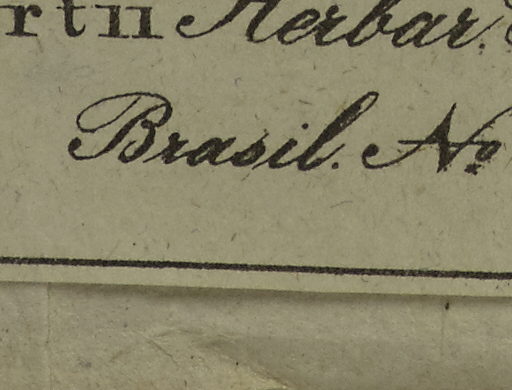 rtii Herbar.
Brasil. No